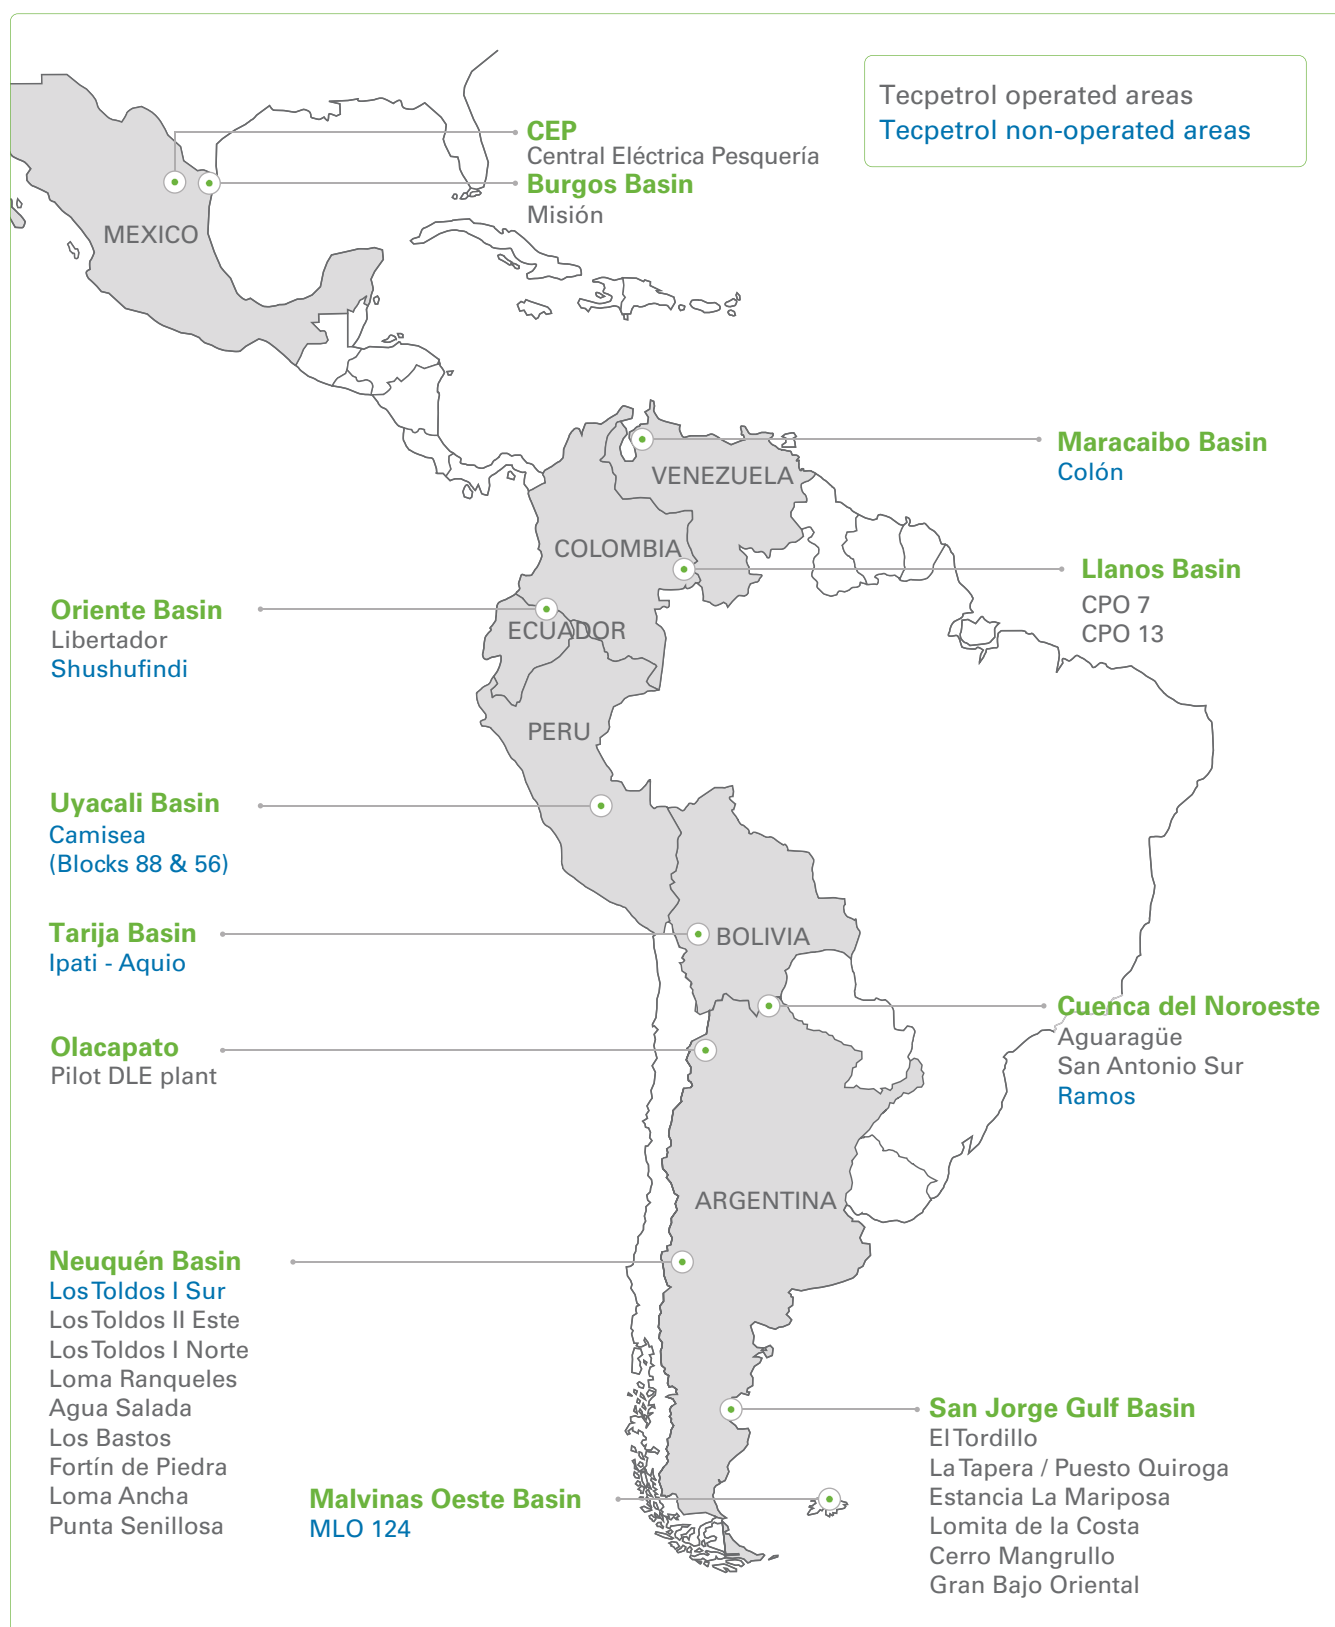 Tecpetrol operated areas
Tecpetrol non-operated areas
CEP
Central Eléctrica Pesquería
Burgos Basin
Misión
MEXICO
Maracaibo Basin
Colón
VENEZUELA
COLOMBIA
Llanos Basin
CPO 7
CPO 13
Oriente Basin
Libertador
Shushufindi
ECUADOR
PERU
Uyacali Basin
Camisea
(Blocks 88 & 56)
Tarija Basin
Ipati - Aquio
BOLIVIA
Cuenca del Noroeste
Aguaragüe
San Antonio Sur
Ramos
Olacapato
Pilot DLE plant
ARGENTINA
Neuquén Basin
Los Toldos I Sur
Los Toldos II Este
Los Toldos I Norte
Loma Ranqueles
Agua Salada
Los Bastos
Fortín de Piedra
Loma Ancha
Punta Senillosa
Malvinas Oeste Basin
MLO 124
San Jorge Gulf Basin
El Tordillo
La Tapera / Puesto Quiroga
Estancia La Mariposa
Lomita de la Costa
Cerro Mangrullo
Gran Bajo Oriental